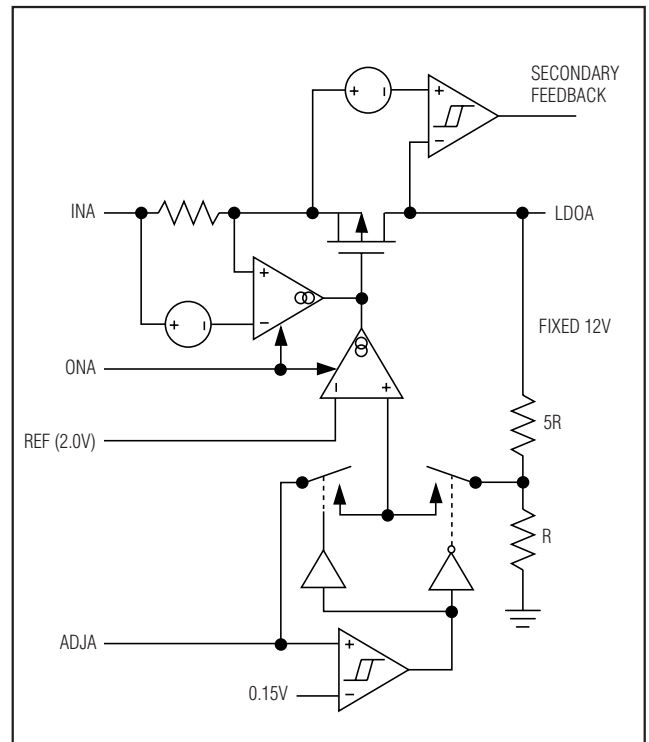 SECONDARY
FEEDBACK
+
I
+
−
INA
LDOA
+
−
+
I
FIXED 12V
ONA
I
+
5R
REF (2.0V)
R
ADJA
+
0.15V
−